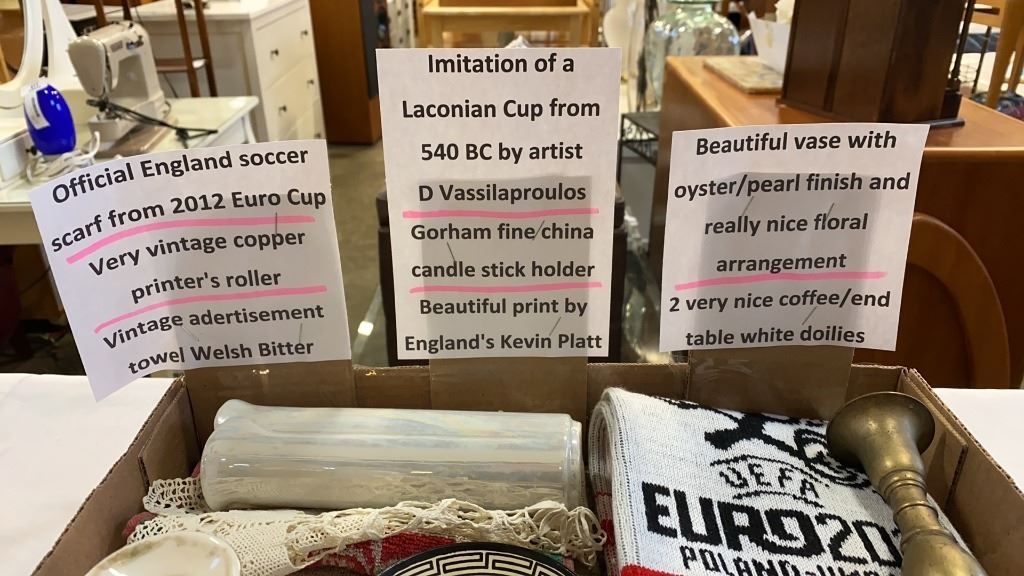 Official England soccer
scarf from 2012 Euro Cup
Very vintage copper
printer's roller
Vintage adertisement
towel Welsh Bitter
Imitation of a
Laconian Cup from
540 BC by artist
D Vassilaproulos
Gorham fine china
candle stick holder
Beautiful print by
England's Kevin Platt
Beautiful vase with
oyster/pearl finish and
really nice floral
arrangement
2 very nice coffee/end
table white doilies
UEFA
EURO20
POLAND-